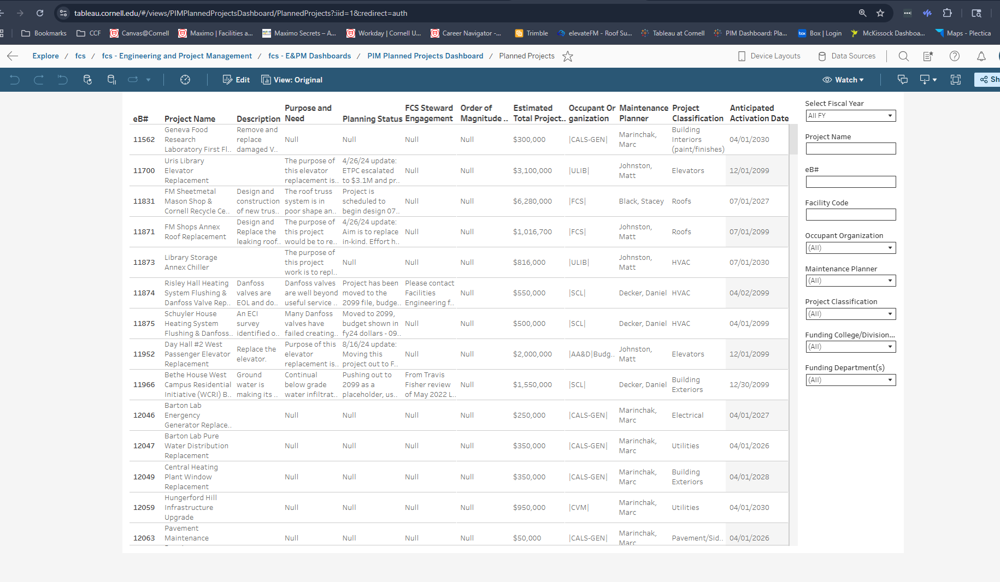 tableau.cornell.edu/#/views/PIMPlannedProjectsDashboard/PlannedProjects?:iid=1&:redirect=auth
Bookmarks CCF Canvas@Cornell Maximo | Facilities a... Maximo Secrets – A... Workday | Cornell U... Career Navigator -... Trimble elevateFM - Roof Su... Tableau at Cornell PIM Dashboard: Pla... box Box | Login McKissock Dashboa... Maps - Plectica
Explore / fcs / fcs - Engineering and Project Management / fcs - E&PM Dashboards / PIM Planned Projects Dashboard / Planned Projects Device Layouts Data Sources
Edit View: Original Watch Sh
eB# Project Name Description Purpose and Need Planning Status FCS Steward Engagement Order of Magnitude .. Estimated Total Project.. Occupant Or ganization Maintenance Planner Project Classification Anticipated Activation Date
11562 Geneva Food Research Laboratory First Fl.. Remove and replace damaged V.. Null Null Null Null $300,000 |CALS-GEN| Marinchak, Marc Building Interiors (paint/finishes) 04/01/2030
11700 Uris Library Elevator Replacement The purpose of this elevator replacement is.. 4/26/24 update: ETPC escalated to $3.1M and pr.. Null Null $3,100,000 |ULIB| Johnston, Matt Elevators 12/01/2099
11831 FM Sheetmetal Mason Shop & Cornell Recycle Ce.. Design and construction of new trus.. The roof truss system is in poor shape an.. Project is scheduled to begin design 07.. Null Null $6,280,000 |FCS| Black, Stacey Roofs 07/01/2027
11871 FM Shops Annex Roof Replacement Design and Replace the leaking roof.. The purpose of this project would be to re.. 4/26/24 update: Aim is to replace in-kind. Effort h.. Null Null $1,016,700 |FCS| Johnston, Matt Roofs 07/01/2099
11873 Library Storage Annex Chiller The purpose of this project work is to repl.. Null Null Null $816,000 |ULIB| Johnston, Matt HVAC 07/01/2030
11874 Risley Hall Heating System Flushing & Danfoss Valve Rep.. Danfoss valves are EOL and do.. Danfoss valves are well beyond useful service .. Project has been moved to the 2099 file, budge.. Please contact Facilities Engineering f.. Null $550,000 |SCL| Decker, Daniel HVAC 04/02/2099
11875 Schuyler House Heating System Flushing & Danfoss.. An ECI survey identified o.. Many Danfoss valves have failed creating.. Moved to 2099, budget shown in fy24 dollars - 09.. Null Null $500,000 |SCL| Decker, Daniel HVAC 04/01/2099
11952 Day Hall #2 West Passenger Elevator Replacement Replace the elevator. Purpose of this elevator replacement is.. 8/16/24 update: Moving this project out to F.. Null Null $2,000,000 |AA&D|Budg.. Johnston, Matt Elevators 12/01/2099
11966 Bethe House West Campus Residential Initiative (WCRI) B.. Ground water is making its .. Continual below grade water infiltrat.. Pushing out to 2099 as a placeholder, us.. From Travis Fisher review of May 2022 L.. Null $1,550,000 |SCL| Decker, Daniel Building Exteriors 12/30/2099
12046 Barton Lab Emergency Generator Replace.. Null Null Null Null $250,000 |CALS-GEN| Marinchak, Marc Electrical 04/01/2027
12047 Barton Lab Pure Water Distribution Replacement Null Null Null Null $350,000 |CALS-GEN| Marinchak, Marc Utilities 04/01/2026
12049 Central Heating Plant Window Replacement Null Null Null Null $350,000 |CALS-GEN| Marinchak, Marc Building Exteriors 04/01/2028
12059 Hungerford Hill Infrastructure Upgrade Null Null Null Null $950,000 |CVM| Marinchak, Marc Utilities 04/01/2030
12063 Pavement Maintenance Null Null Null Null $50,000 |CALS-GEN| Marinchak, Marc Pavement/Sid.. 04/01/2026
Select Fiscal Year
All FY
Project Name
eB#
Facility Code
Occupant Organization
(All)
Maintenance Planner
(All)
Project Classification
(All)
Funding College/Division...
(All)
Funding Department(s)
(All)